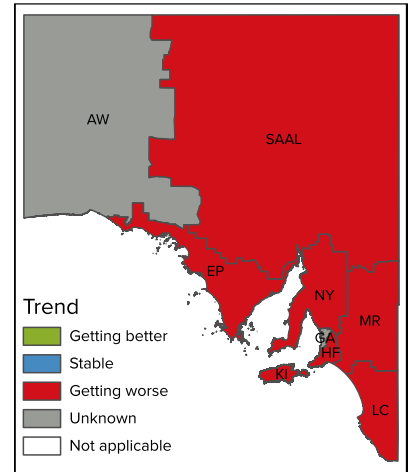 AW
SAAL
EP
NY
MR
GA
HF
KI
LC
Trend
Getting better
Stable
Getting worse
Unknown
Not applicable